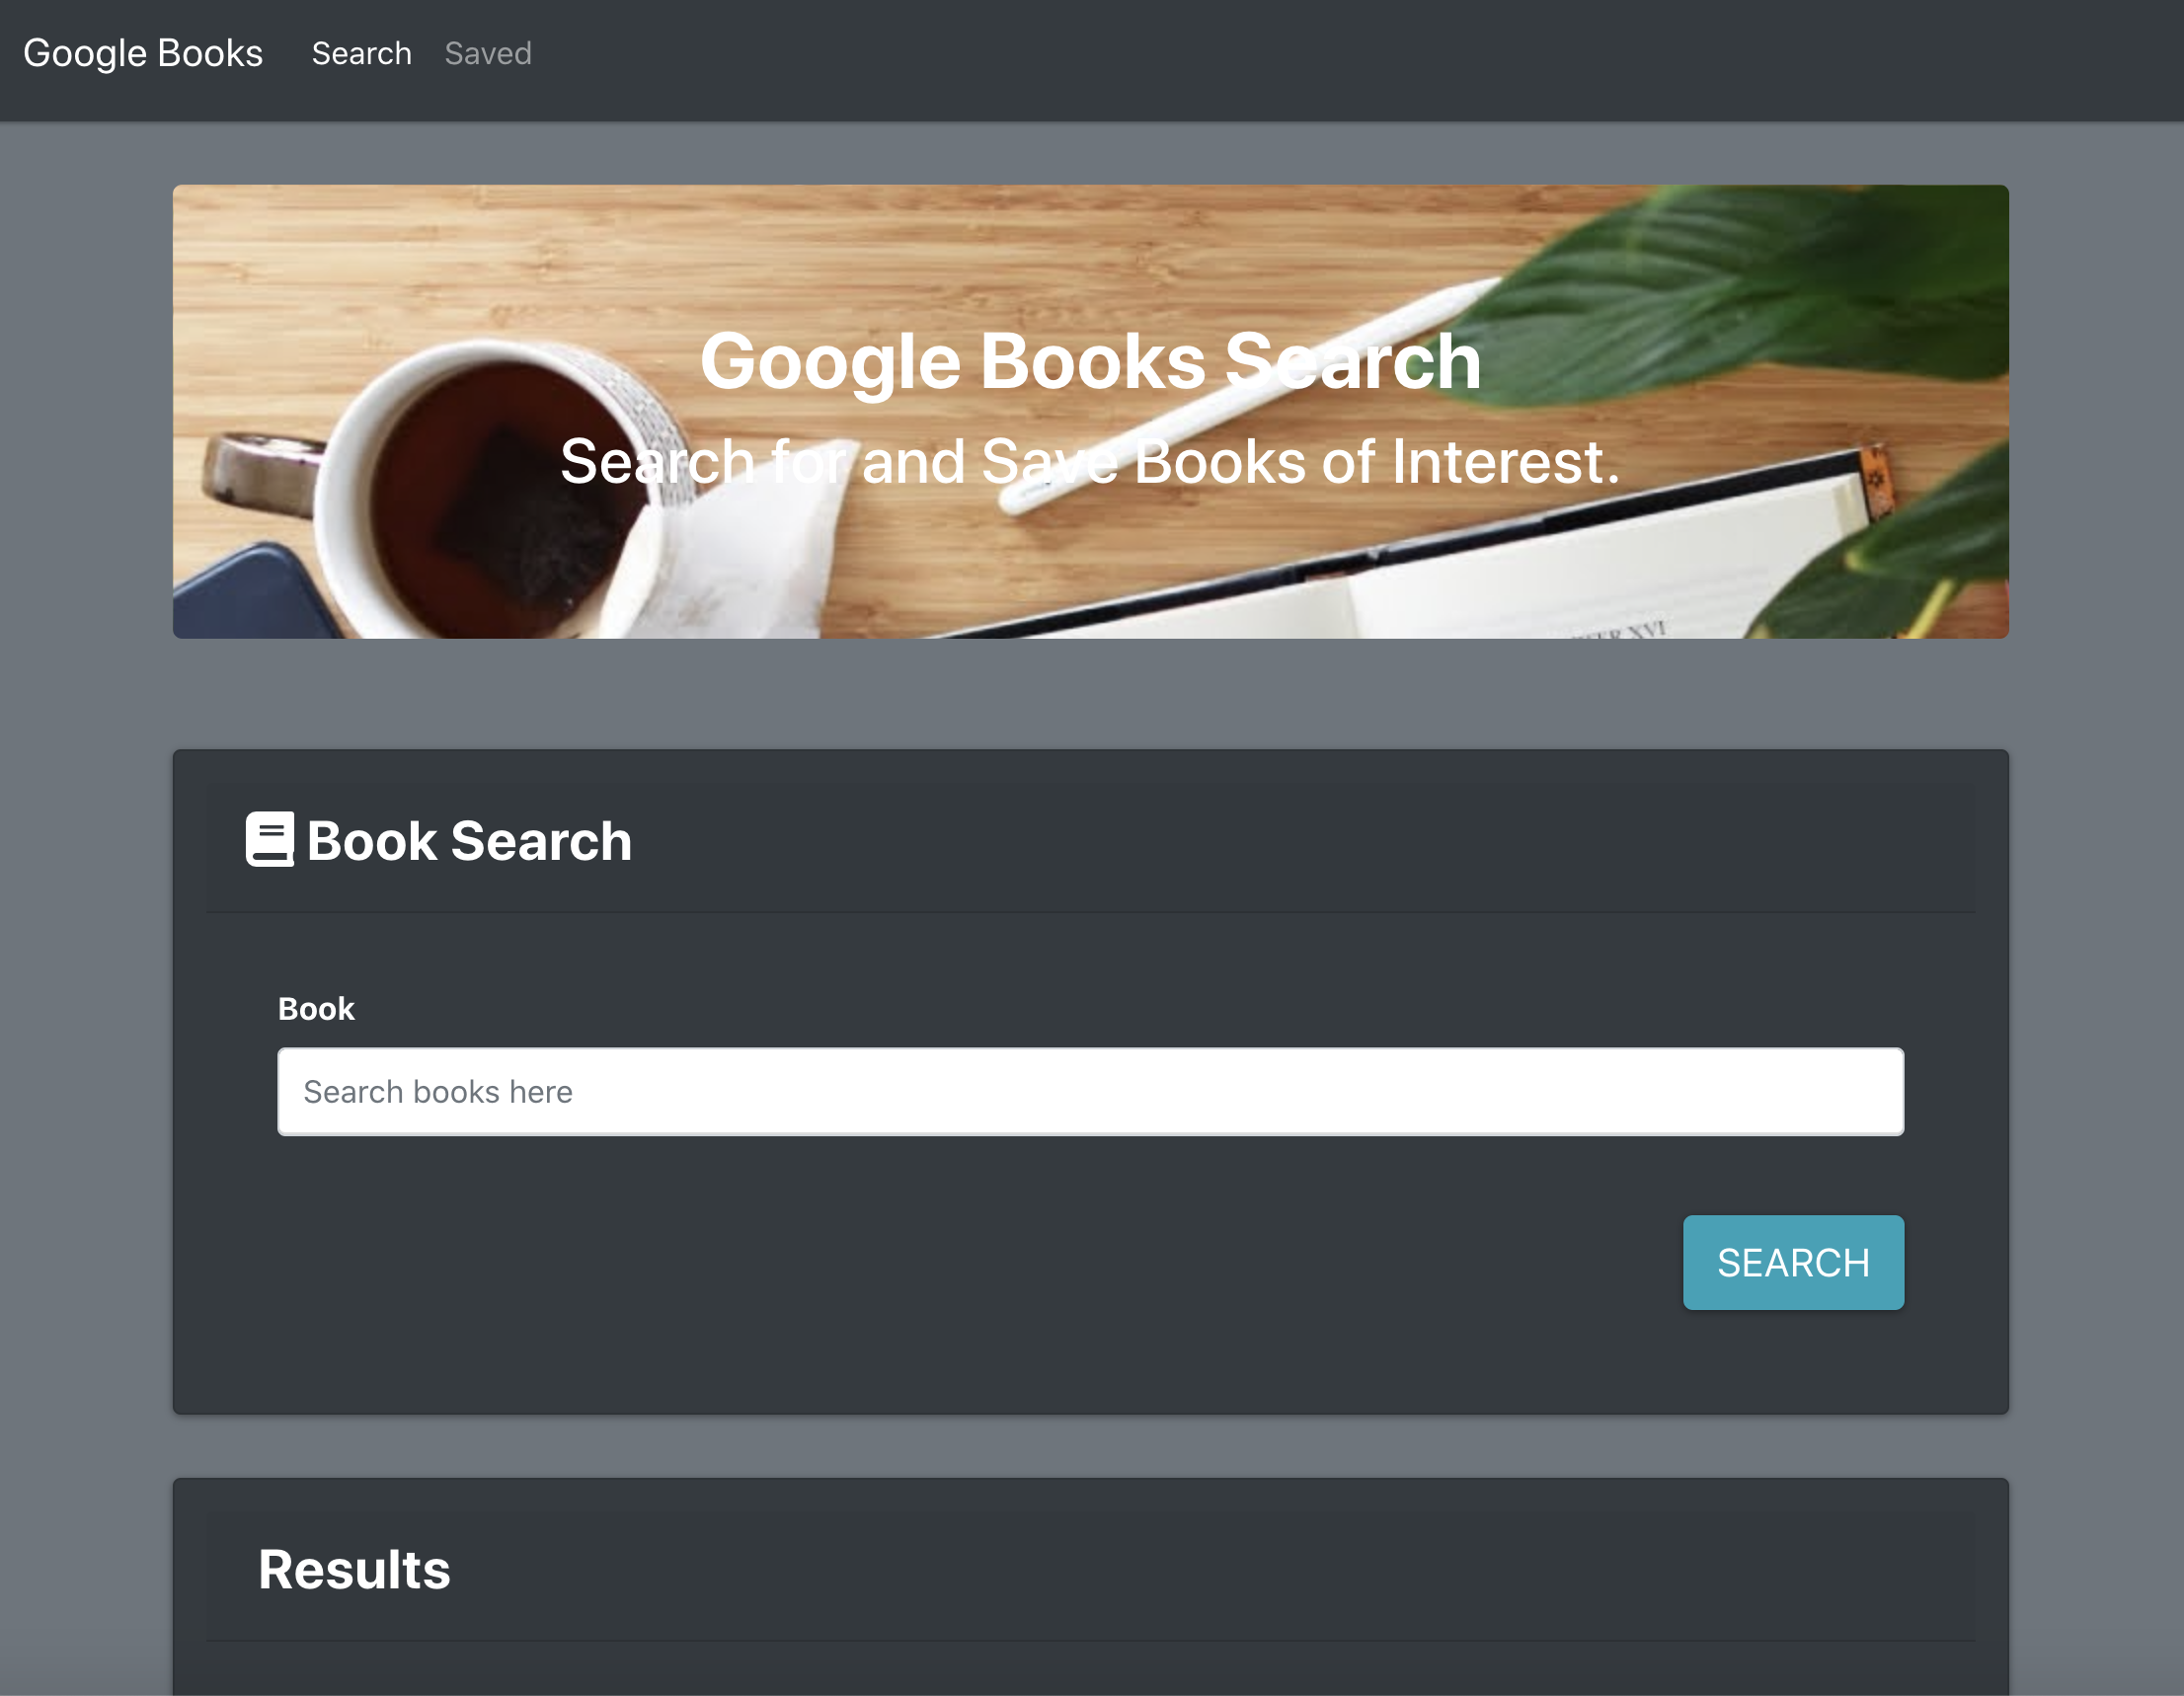 Google Books Search Saved
Google Books Search
Search for and Save Books of Interest.
XVI
Book Search
Book
Search books here
SEARCH
Results